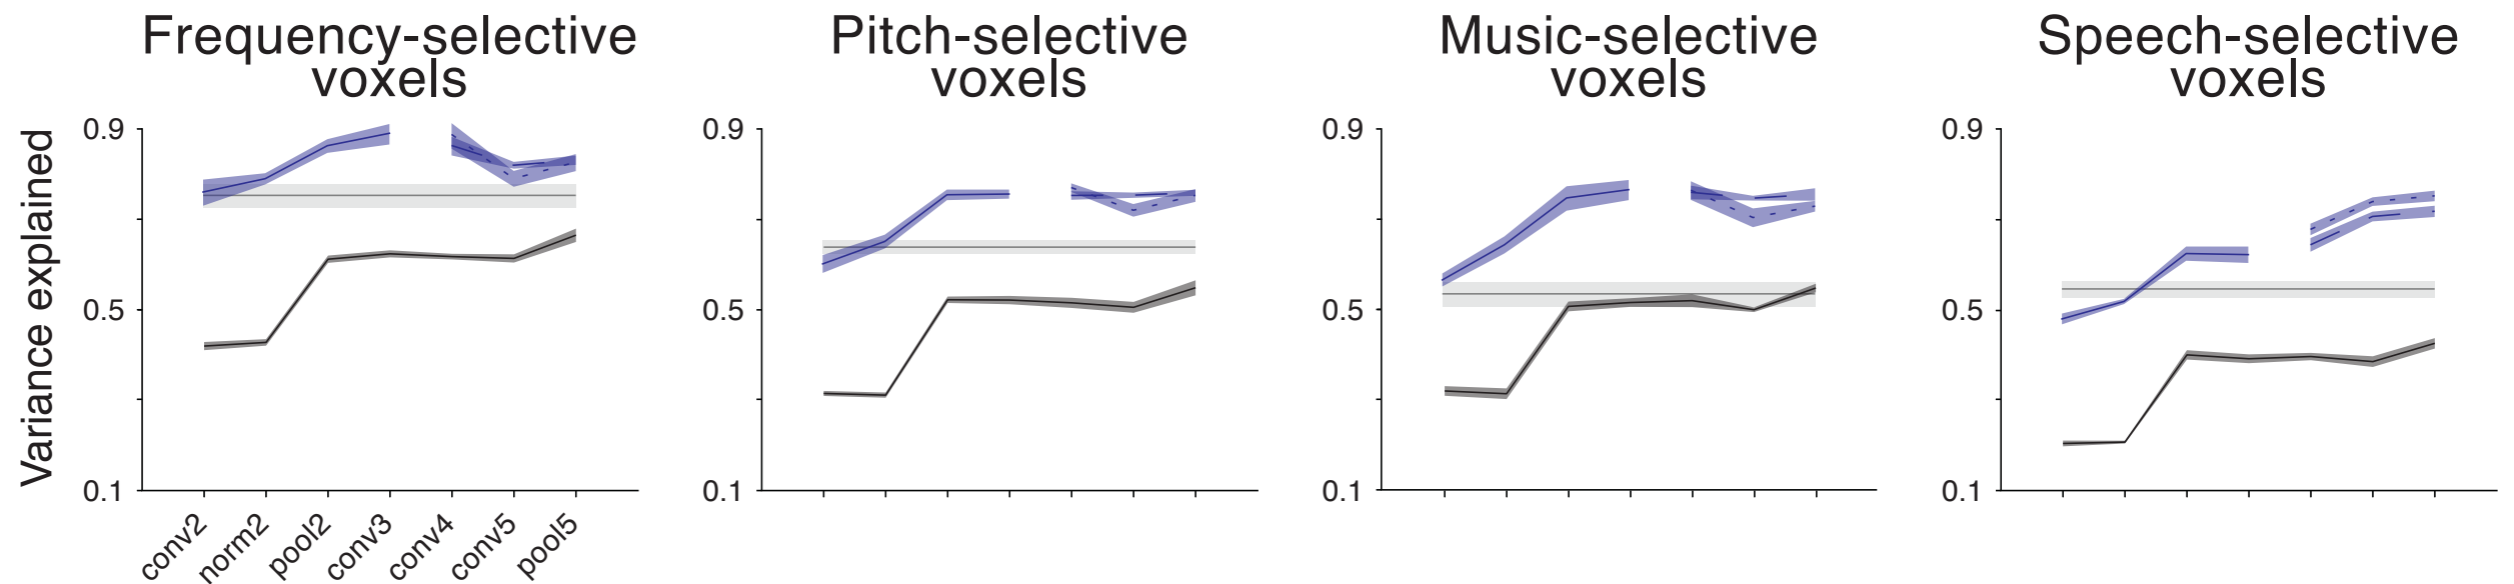 Frequency-selective
voxels
Pitch-selective
voxels
Music-selective
voxels
Speech-selective
voxels
Variance explained
0.9
0.5
0.1
0.9
0.5
0.1
0.9
0.5
0.1
0.9
0.5
0.1
conv2
norm2
pool2
conv3
conv4
conv5
pool5